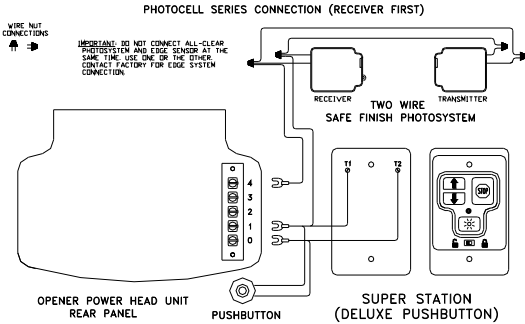 PHOTOCELL SERIES CONNECTION (RECEIVER FIRST)
WIRE NUT
CONNECTIONS
IMPORTANT: DO NOT CONNECT ALL-CLEAR
PHOTOSYSTEM AND EDGE SENSOR AT THE
SAME TIME. USE ONE OR THE OTHER.
CONTACT FACTORY FOR EDGE SYSTEM
CONNECTION.
RECEIVER
TRANSMITTER
TWO WIRE
SAFE FINISH PHOTOSYSTEM
4
3
2
1
0
T1
T2
STOP
OPENER POWER HEAD UNIT
REAR PANEL
PUSHBUTTON
SUPER STATION
(DELUXE PUSHBUTTON)